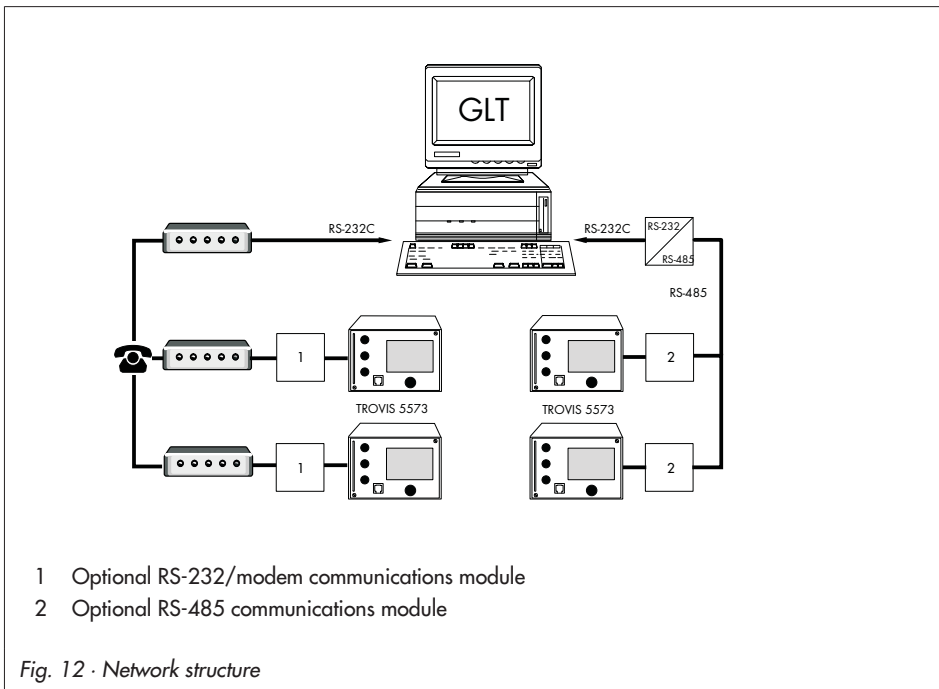 GLT
RS-232C
RS-232C
RS-232
RS-485
RS-485
1
2
TROVIS 5573
TROVIS 5573
1
2
1 Optional RS-232/modem communications module
2 Optional RS-485 communications module
Fig. 12 · Network structure